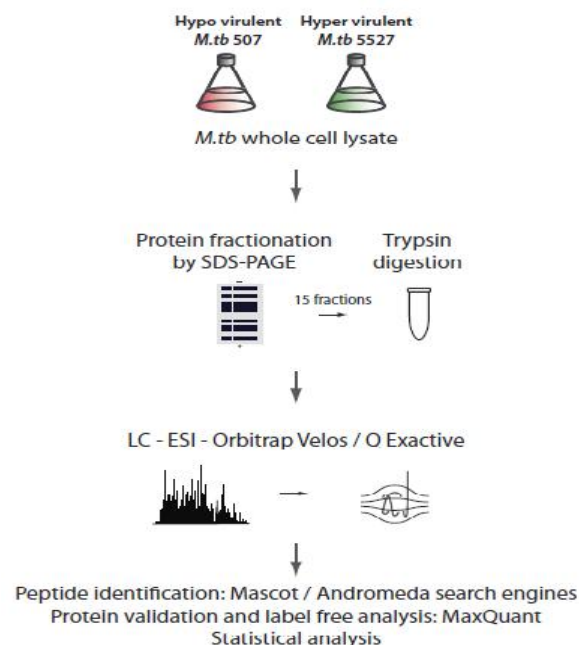 Hypo virulent Hyper virulent
M.tb 507 M.tb 5527
M.tb whole cell lysate
Protein fractionation Trypsin
by SDS-PAGE digestion
15 fractions
LC - ESI - Orbitrap Velos / Q Exactive
Peptide identification: Mascot / Andromeda search engines
Protein validation and label free analysis: MaxQuant
Statistical analysis